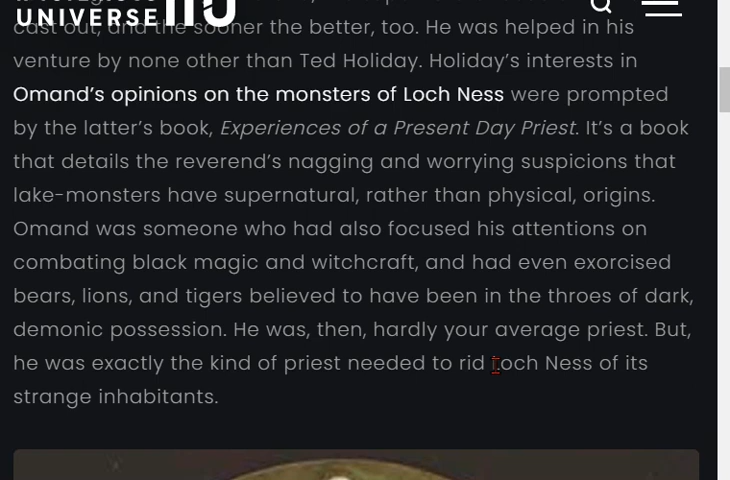 UNIVERSE
cast out, and the sooner the better, too. He was helped in his
venture by none other than Ted Holiday. Holiday’s interests in
Omand’s opinions on the monsters of Loch Ness were prompted
by the latter’s book, Experiences of a Present Day Priest. It’s a book
that details the reverend’s nagging and worrying suspicions that
lake-monsters have supernatural, rather than physical, origins.
Omand was someone who had also focused his attentions on
combating black magic and witchcraft, and had even exorcised
bears, lions, and tigers believed to have been in the throes of dark,
demonic possession. He was, then, hardly your average priest. But,
he was exactly the kind of priest needed to rid Loch Ness of its
strange inhabitants.